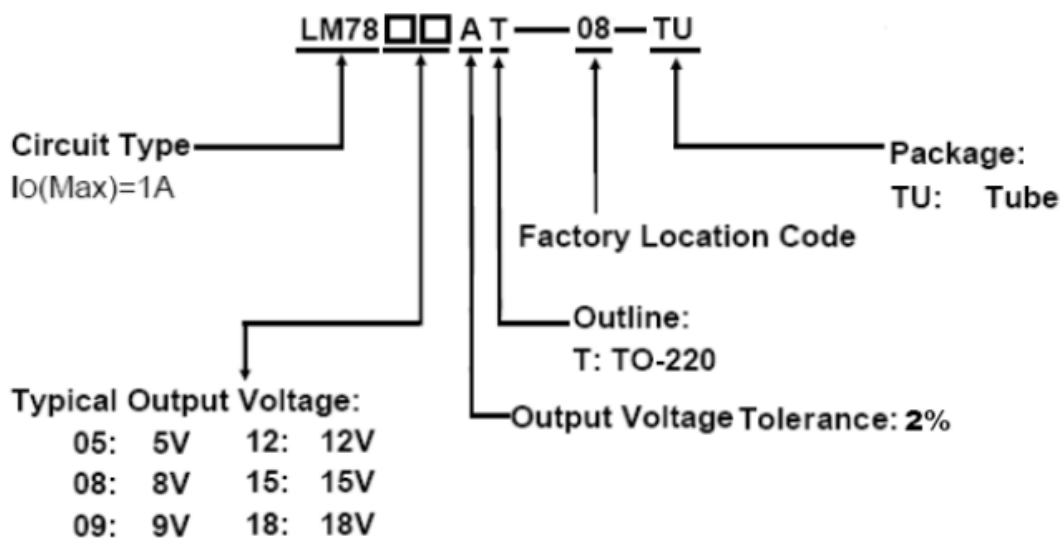 LM78□□ A T — 08 — TU
Circuit Type
IO(Max)=1A
Package:
TU: Tube
Factory Location Code
Outline:
T: TO-220
Typical Output Voltage:
Output Voltage Tolerance: 2%
05: 5V 12: 12V
08: 8V 15: 15V
09: 9V 18: 18V